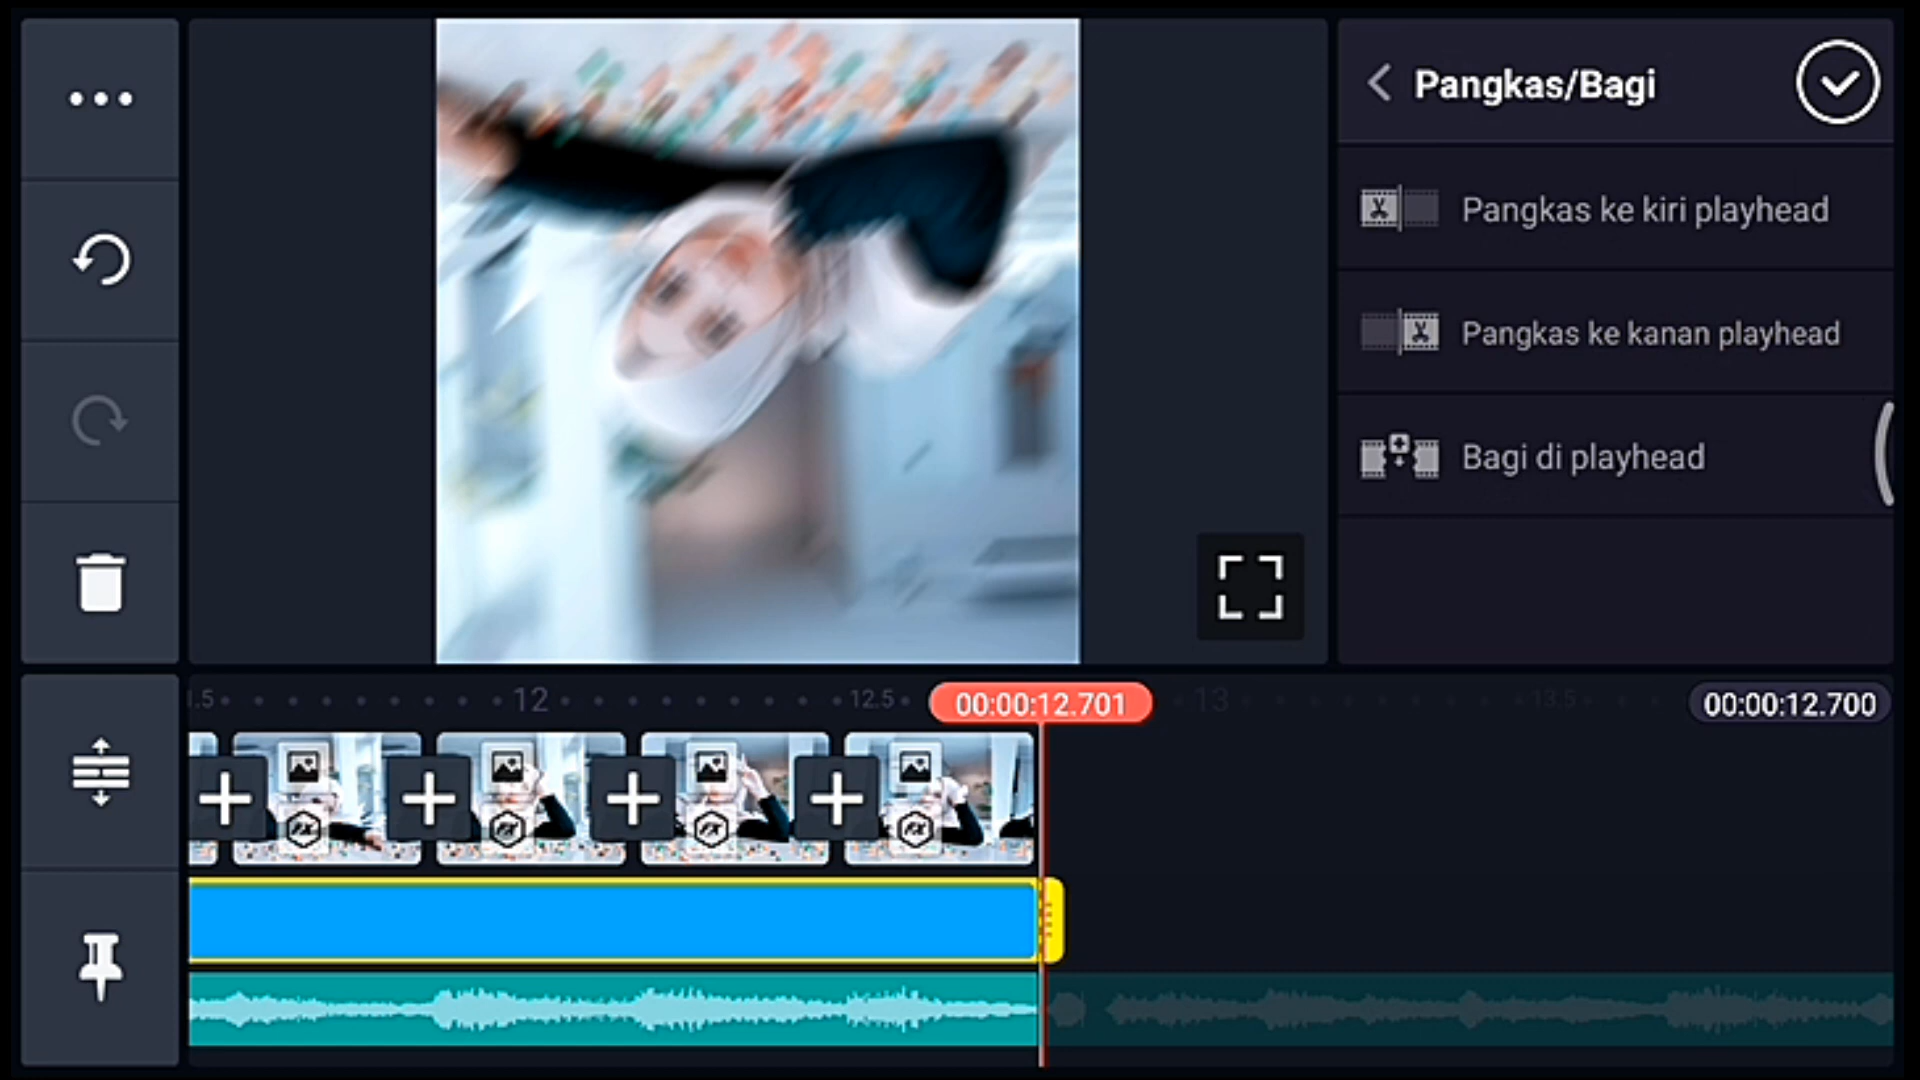 Pangkas/Bagi
Pangkas ke kiri playhead
Pangkas ke kanan playhead
Bagi di playhead
12
12.5
00:00:12.701
13
13.5
00:00:12.700